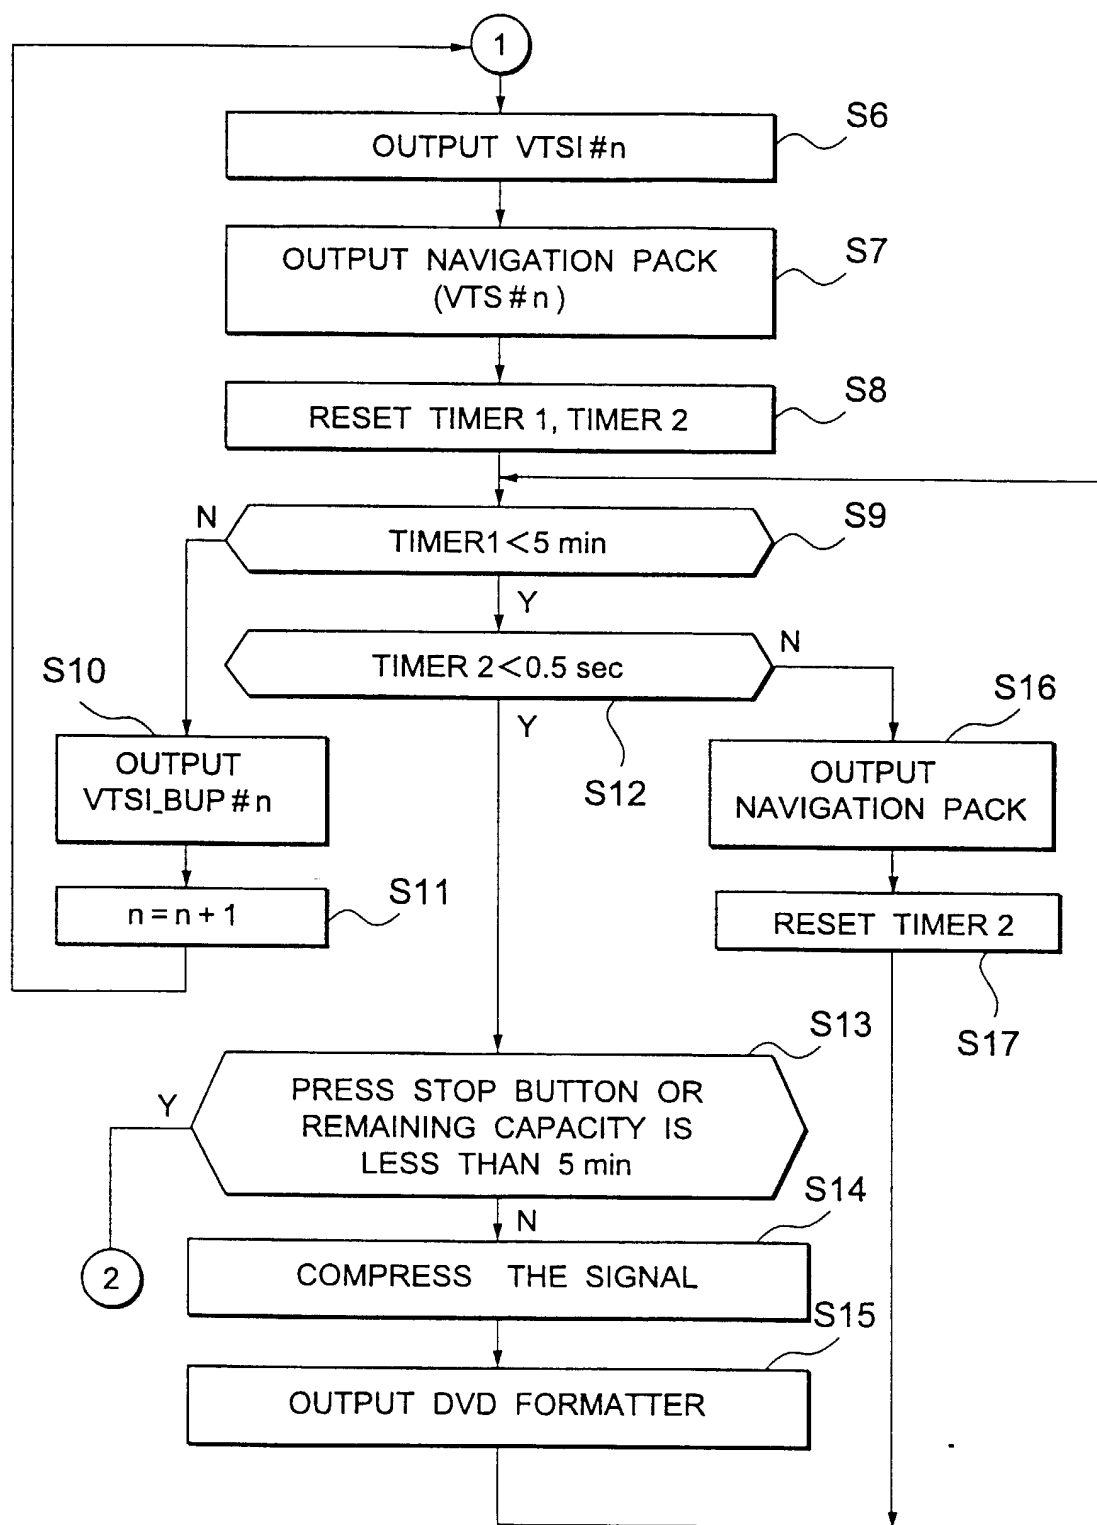 1
S6
OUTPUT VTSI#n
S7
OUTPUT NAVIGATION PACK
(VTS#n)
S8
RESET TIMER 1, TIMER 2
N
S9
TIMER1<5 min
Y
N
TIMER 2<0.5 sec
S10
Y
S16
OUTPUT
VTSI_BUP#n
S12
OUTPUT
NAVIGATION PACK
S11
n=n+1
RESET TIMER 2
S13
S17
Y
PRESS STOP BUTTON OR
REMAINING CAPACITY IS
LESS THAN 5 min
S14
N
2
COMPRESS THE SIGNAL
S15
OUTPUT DVD FORMATTER